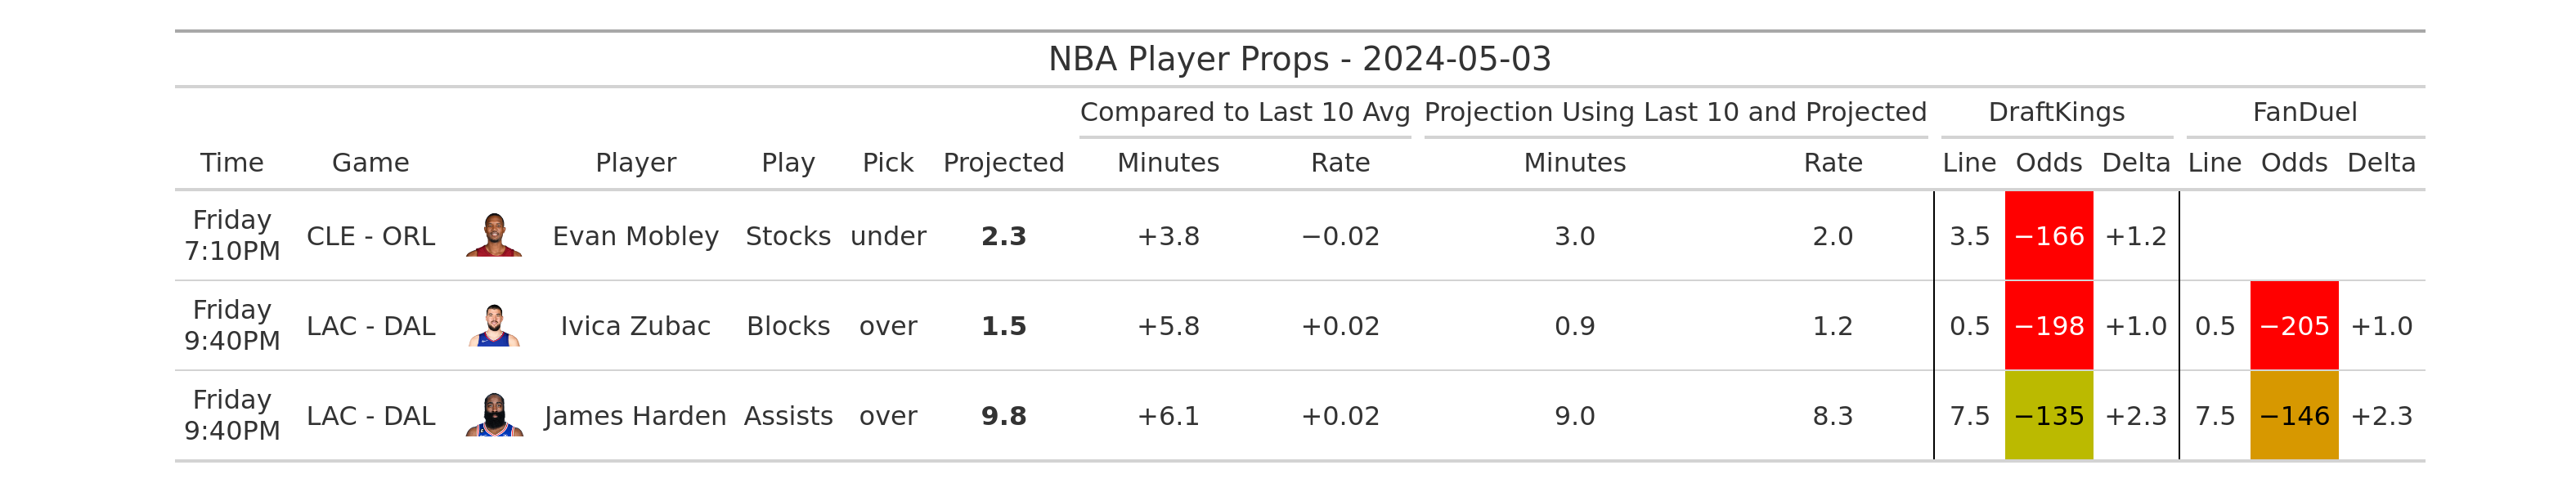 NBA Player Props - 2024-05-03
Compared to Last 10 Avg Projection Using Last 10 and Projected DraftKings FanDuel
Time Game Player Play Pick Projected Minutes Rate Minutes Rate Line Odds Delta Line Odds Delta
Friday
7:10PM CLE - ORL Evan Mobley Stocks under 2.3 +3.8 −0.02 3.0 2.0 3.5 −166 +1.2
Friday
9:40PM LAC - DAL Ivica Zubac Blocks over 1.5 +5.8 +0.02 0.9 1.2 0.5 −198 +1.0 0.5 −205 +1.0
Friday
9:40PM LAC - DAL James Harden Assists over 9.8 +6.1 +0.02 9.0 8.3 7.5 −135 +2.3 7.5 −146 +2.3